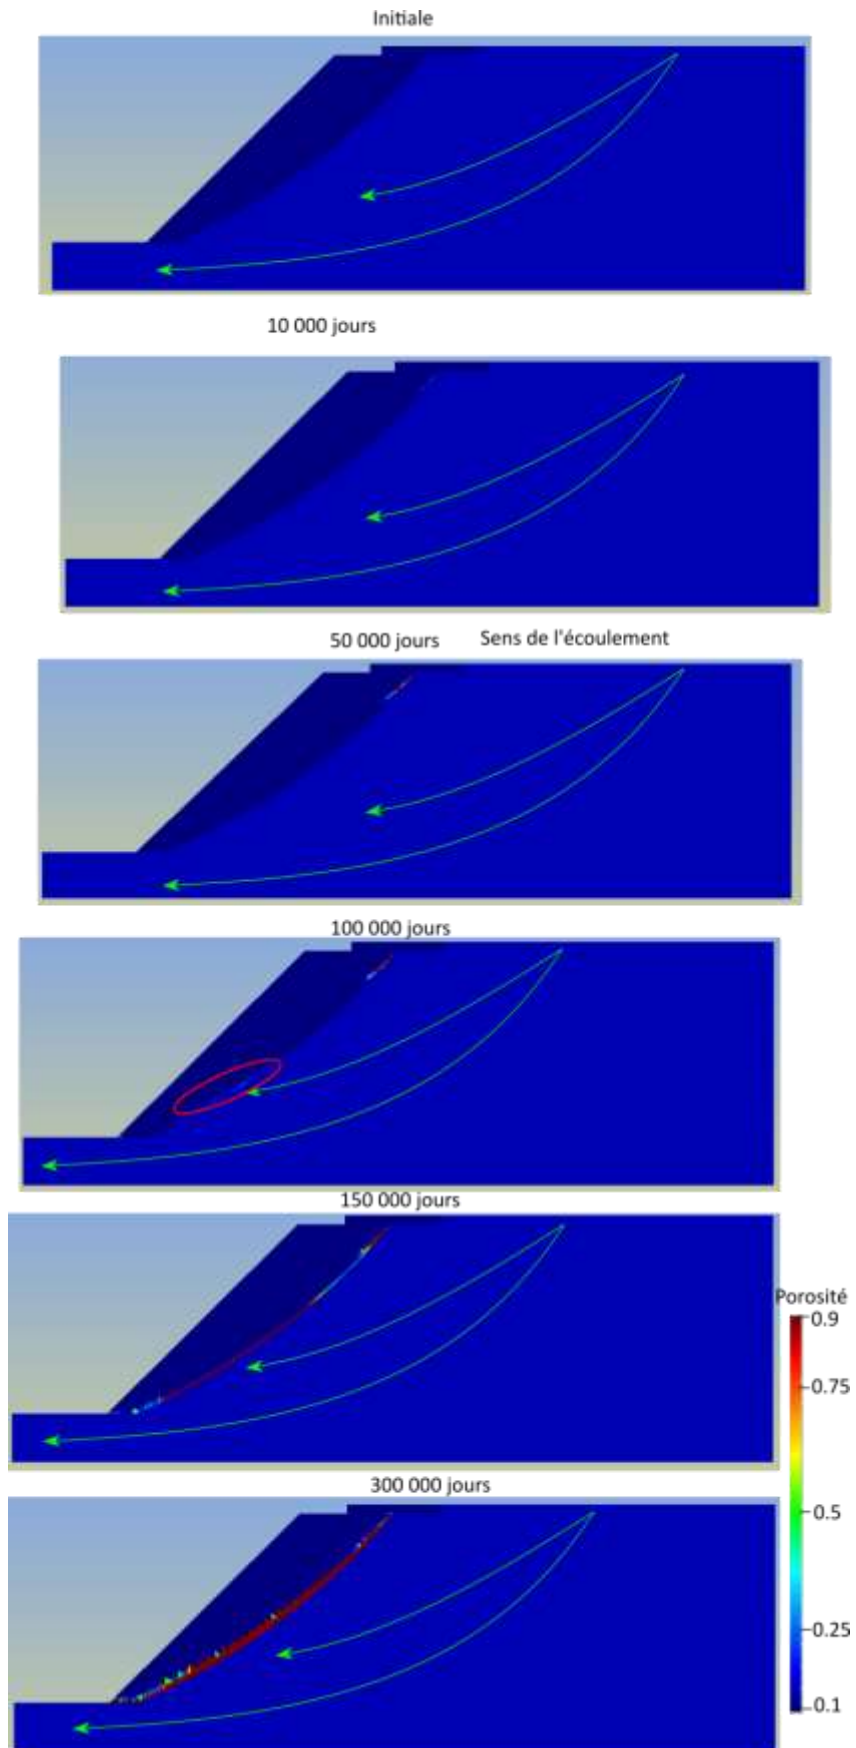 Initiale
10 000 jours
50 000 jours
Sens de l'écoulement
100 000 jours
150 000 jours
Porosité
0.9
0.75
300 000 jours
0.5
0.25
0.1